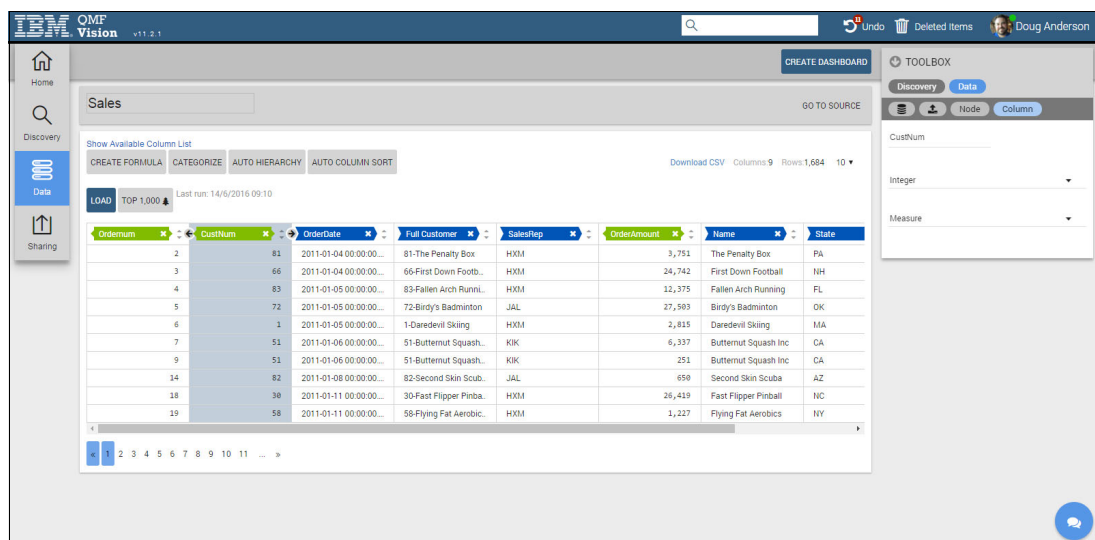 IBM. QMF Vision v11.2.1
11 Undo Deleted Items Doug Anderson
Home
Discovery
Data
Sharing
CREATE DASHBOARD
Sales
GO TO SOURCE
Show Available Column List
CREATE FORMULA CATEGORIZE AUTO HIERARCHY AUTO COLUMN SORT
Download CSV Columns:9 Rows:1,684 10
LOAD TOP 1,000 Last run: 14/6/2016 09:10
Ordernum CustNum OrderDate Full Customer SalesRep OrderAmount Name State
2 81 2011-01-04 00:00:00... 81-The Penalty Box HXM 3,751 The Penalty Box PA
3 66 2011-01-04 00:00:00... 66-First Down Footb... HXM 24,742 First Down Football NH
4 83 2011-01-05 00:00:00... 83-Fallen Arch Runni... HXM 12,375 Fallen Arch Running FL
5 72 2011-01-05 00:00:00... 72-Birdy's Badminton JAL 27,503 Birdy's Badminton OK
6 1 2011-01-05 00:00:00... 1-Daredevil Skiing HXM 2,815 Daredevil Skiing MA
7 51 2011-01-06 00:00:00... 51-Butternut Squash... KIK 6,337 Butternut Squash Inc CA
9 51 2011-01-06 00:00:00... 51-Butternut Squash... KIK 251 Butternut Squash Inc CA
14 82 2011-01-08 00:00:00... 82-Second Skin Scub... JAL 650 Second Skin Scuba AZ
18 30 2011-01-11 00:00:00... 30-Fast Flipper Pinba... HXM 26,419 Fast Flipper Pinball NC
19 58 2011-01-11 00:00:00... 58-Flying Fat Aerobic... HXM 1,227 Flying Fat Aerobics NY
« 1 2 3 4 5 6 7 8 9 10 11 ... »
TOOLBOX
Discovery Data
Node Column
CustNum
Integer
Measure